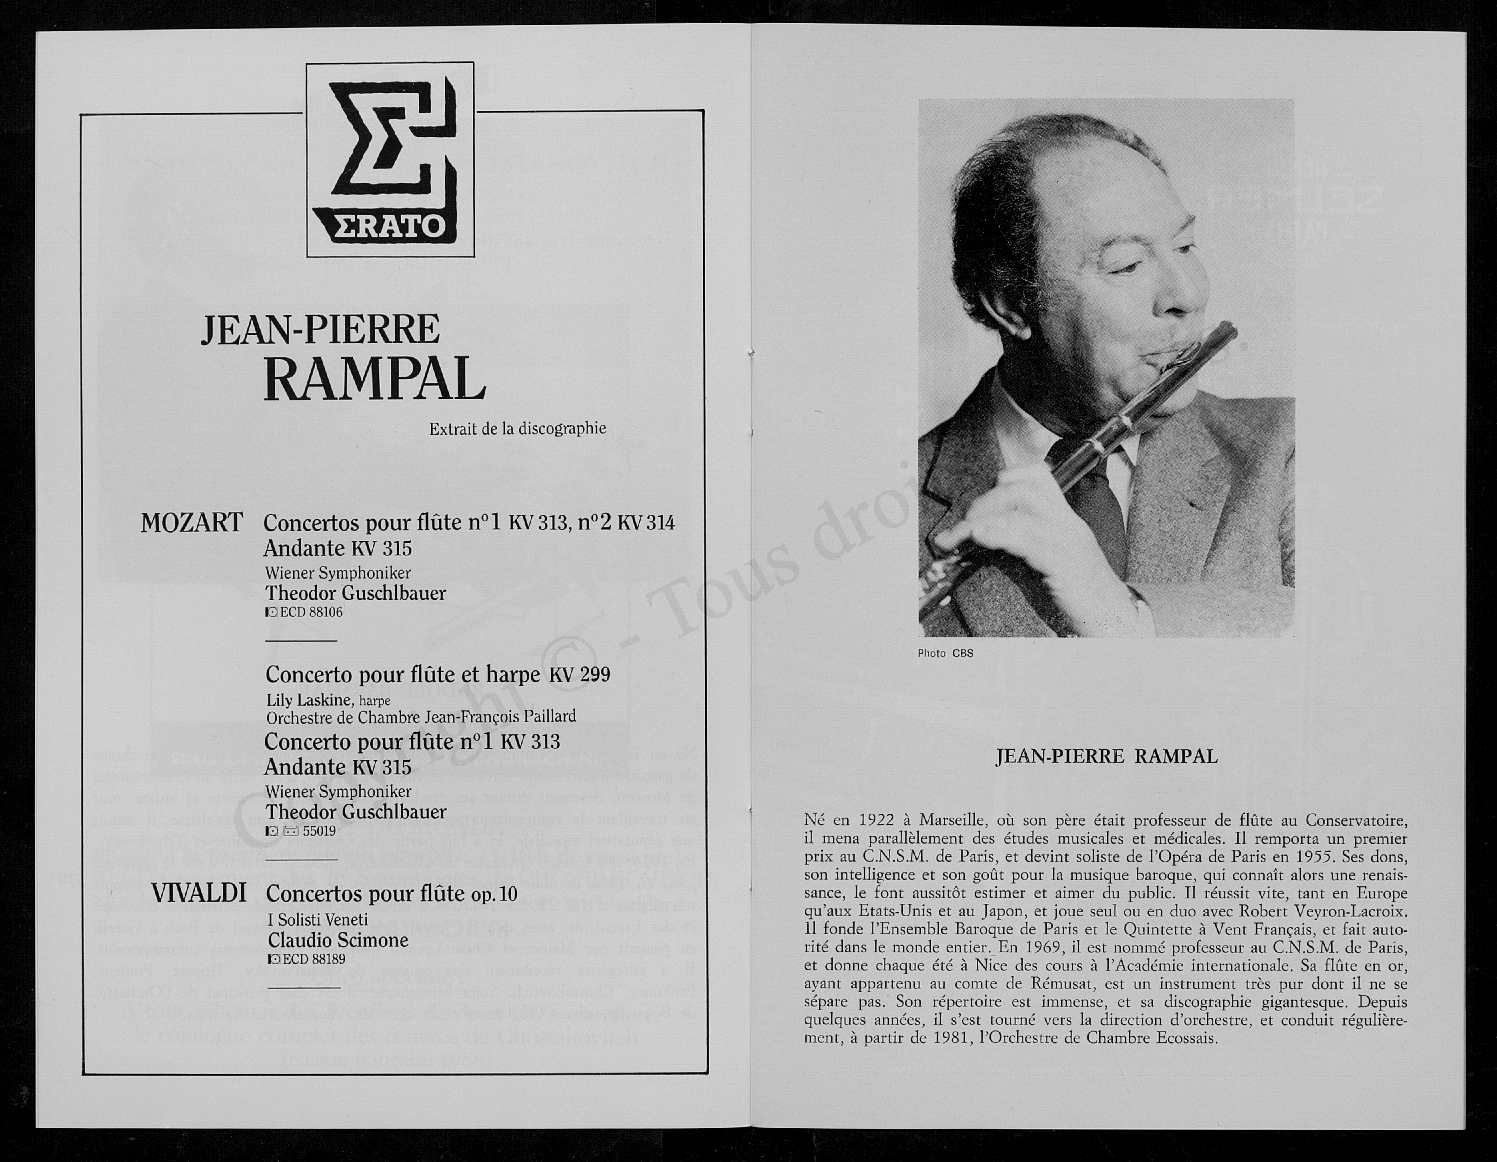 ΣRATO
JEAN-PIERRE
RAMPAL
Extrait de la discographie
MOZART Concertos pour flûte nº1 KV 313, nº2 KV 314
Andante KV 315
Wiener Symphoniker
Theodor Guschlbauer
ECD 88106
Concerto pour flûte et harpe KV 299
Lily Laskine, harpe
Orchestre de Chambre Jean-François Paillard
Concerto pour flûte nº1 KV 313
Andante KV 315
Wiener Symphoniker
Theodor Guschlbauer
55019
VIVALDI Concertos pour flûte op. 10
I Solisti Veneti
Claudio Scimone
ECD 88189
Copyright © - Tous droi
Photo CBS
JEAN-PIERRE RAMPAL
Né en 1922 à Marseille, où son père était professeur de flûte au Conservatoire,
il mena parallèlement des études musicales et médicales. Il remporta un premier
prix au C.N.S.M. de Paris, et devint soliste de l'Opéra de Paris en 1955. Ses dons,
son intelligence et son goût pour la musique baroque, qui connaît alors une renais-
sance, le font aussitôt estimer et aimer du public. Il réussit vite, tant en Europe
qu'aux Etats-Unis et au Japon, et joue seul ou en duo avec Robert Veyron-Lacroix.
Il fonde l'Ensemble Baroque de Paris et le Quintette à Vent Français, et fait auto-
rité dans le monde entier. En 1969, il est nommé professeur au C.N.S.M. de Paris,
et donne chaque été à Nice des cours à l'Académie internationale. Sa flûte en or,
ayant appartenu au comte de Rémusat, est un instrument très pur dont il ne se
sépare pas. Son répertoire est immense, et sa discographie gigantesque. Depuis
quelques années, il s'est tourné vers la direction d'orchestre, et conduit régulière-
ment, à partir de 1981, l'Orchestre de Chambre Ecossais.